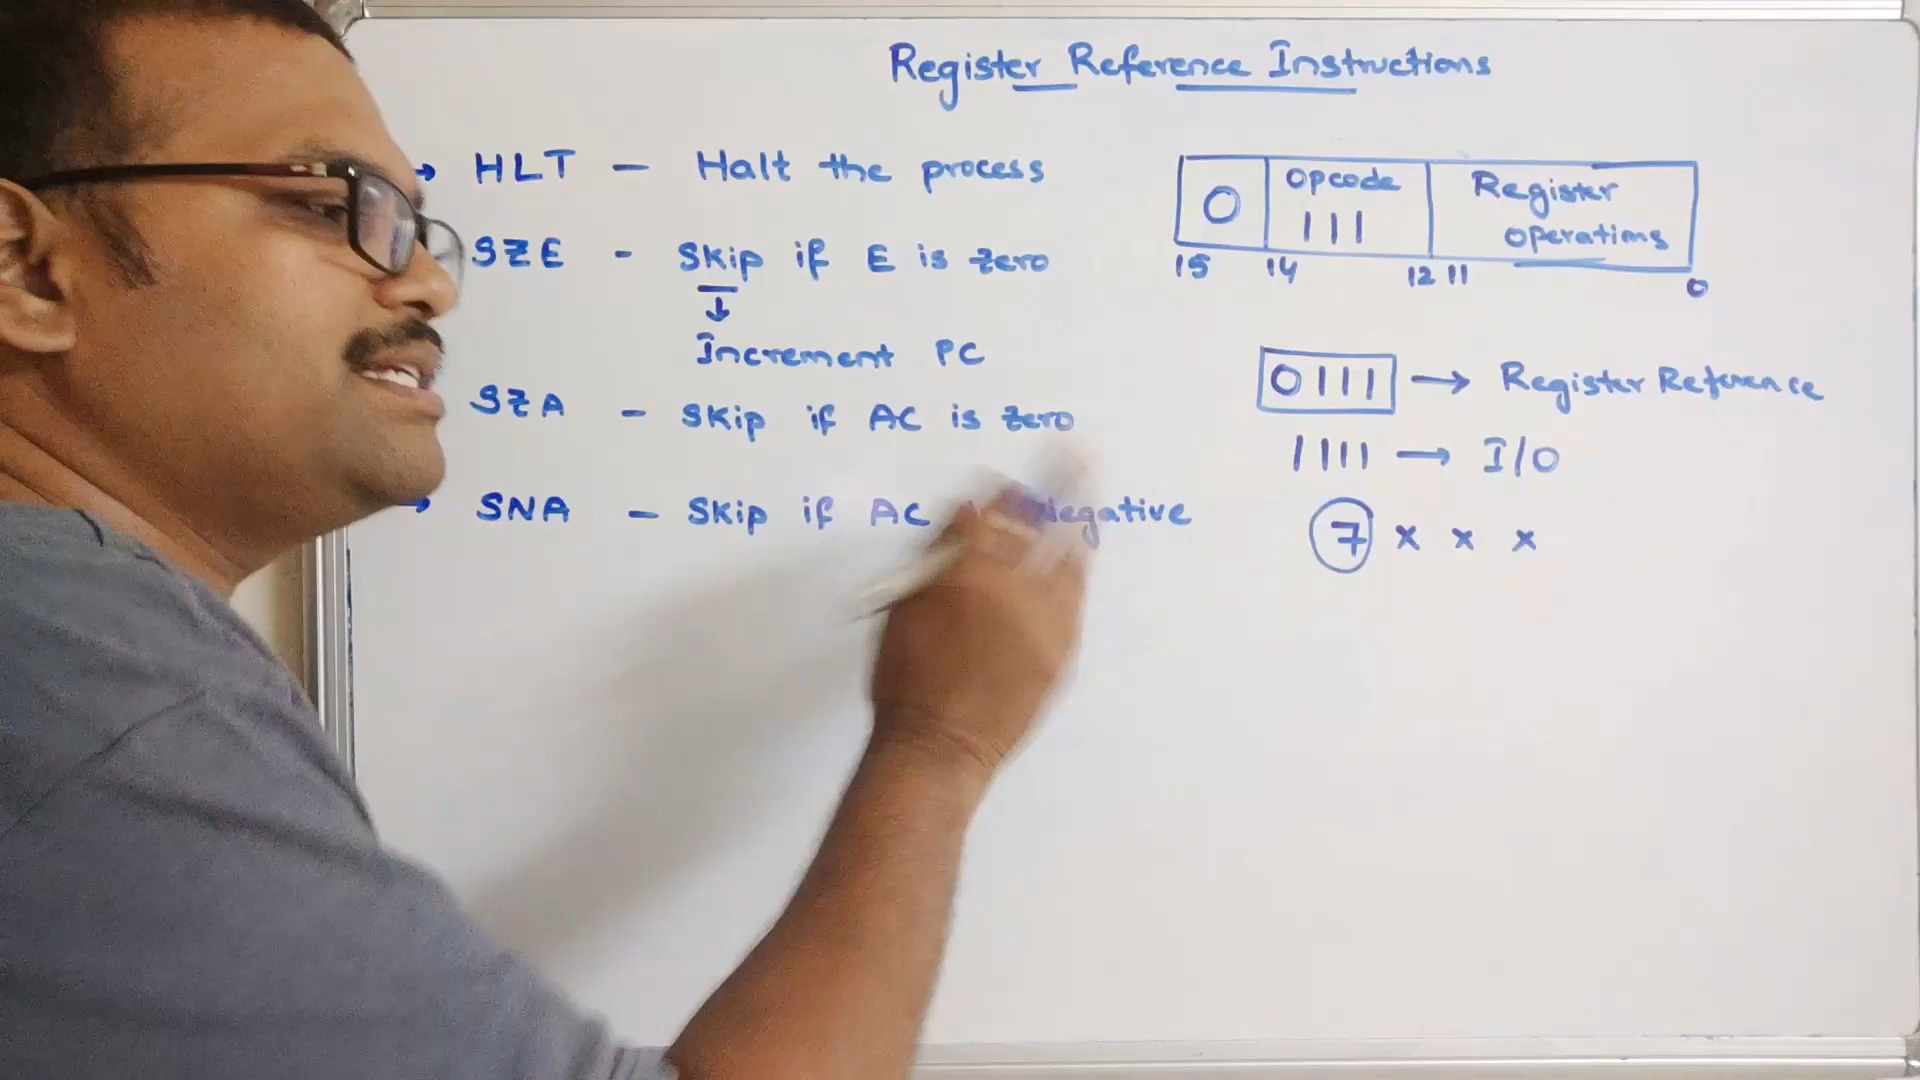 Register Reference Instructions
→ HLT — Halt the process
SZE - Skip if E is zero
↓
Increment PC
SZA - Skip if AC is zero
→ SNA - Skip if AC Negative
0 Opcode 111 Register operations
15 14 12 11 0
0111 → Register Reference
1111 → I/O
7 x x x